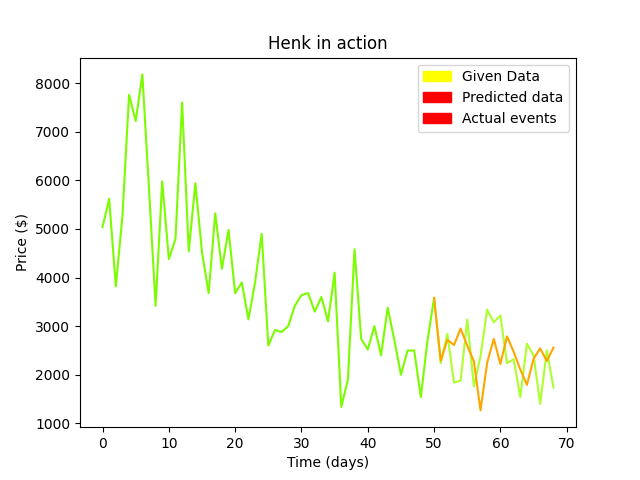 Henk in action
Given Data
Predicted data
Actual events
Price ($)
8000
7000
6000
5000
4000
3000
2000
1000
0 10 20 30 40 50 60 70
Time (days)